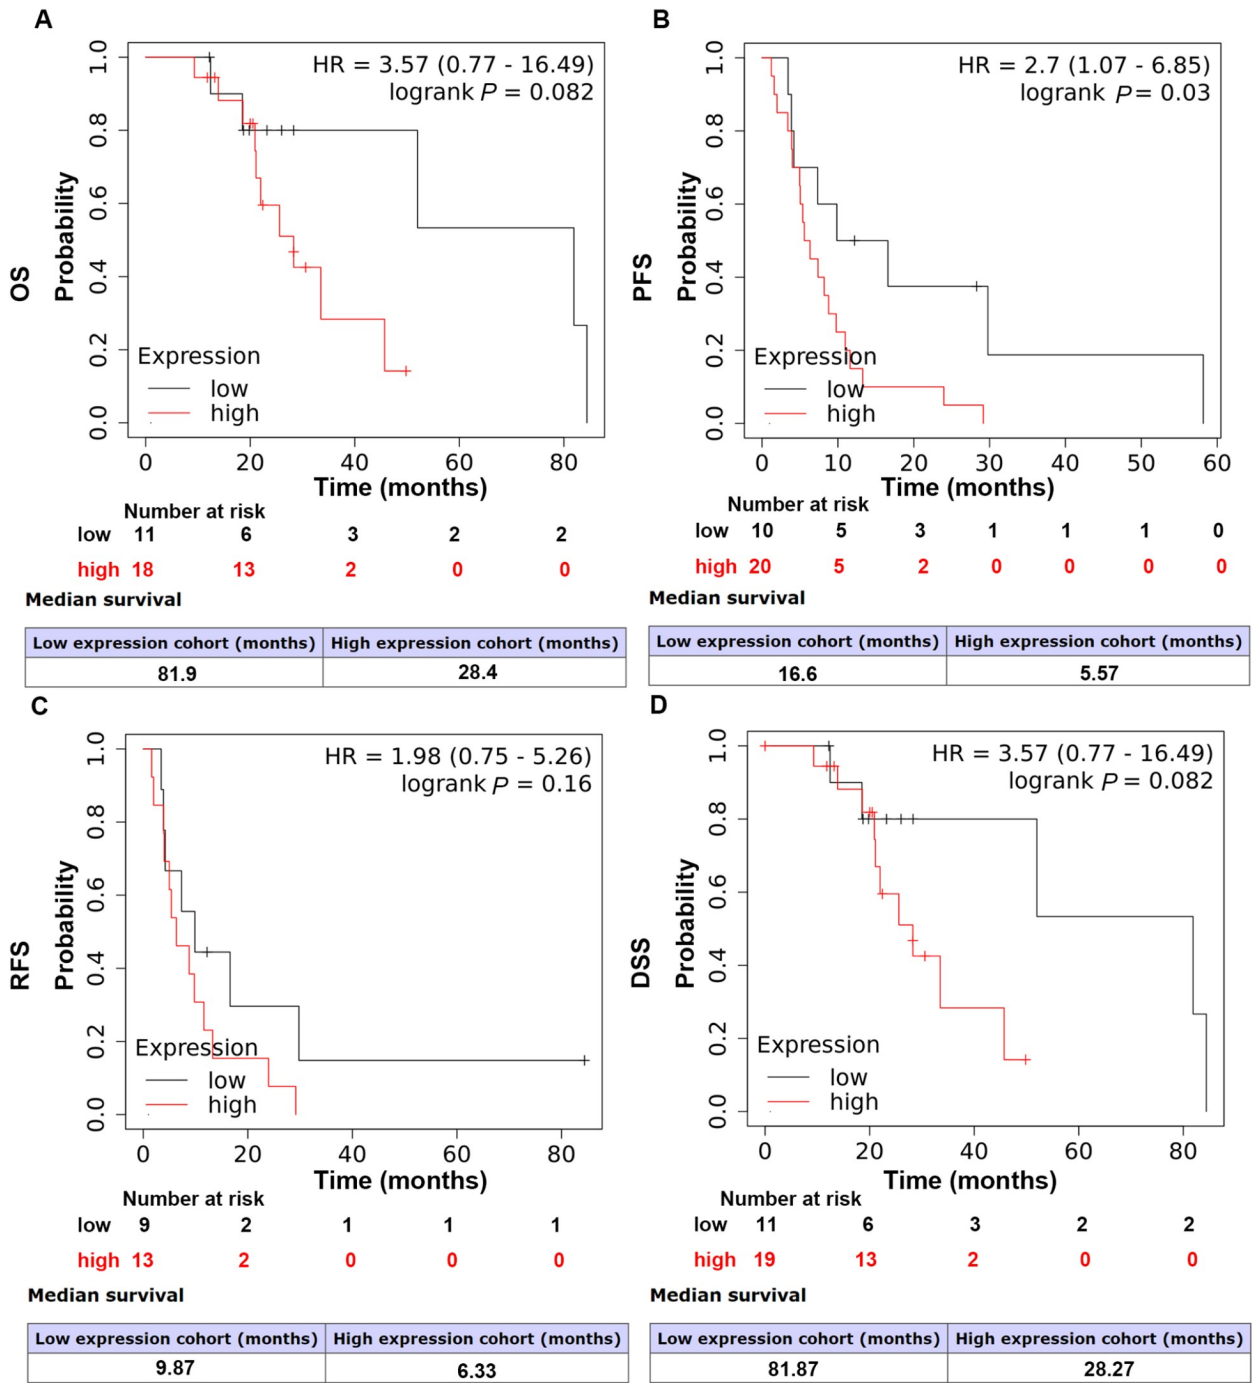 A
OS
Probability
1.0
0.8
0.6
0.4
0.2
0.0
HR = 3.57 (0.77 - 16.49)
logrank P = 0.082
Expression
low
high
0 20 40 60 80
Time (months)
Number at risk
low 11 6 3 2 2
high 18 13 2 0 0
Median survival
Low expression cohort (months) High expression cohort (months)
81.9 28.4
B
PFS
Probability
1.0
0.8
0.6
0.4
0.2
0.0
HR = 2.7 (1.07 - 6.85)
logrank P = 0.03
Expression
low
high
0 10 20 30 40 50 60
Time (months)
Number at risk
low 10 5 3 1 1 1 0
high 20 5 2 0 0 0 0
Median survival
Low expression cohort (months) High expression cohort (months)
16.6 5.57
C
RFS
Probability
1.0
0.8
0.6
0.4
0.2
0.0
HR = 1.98 (0.75 - 5.26)
logrank P = 0.16
Expression
low
high
0 20 40 60 80
Time (months)
Number at risk
low 9 2 1 1 1
high 13 2 0 0 0
Median survival
Low expression cohort (months) High expression cohort (months)
9.87 6.33
D
DSS
Probability
1.0
0.8
0.6
0.4
0.2
0.0
HR = 3.57 (0.77 - 16.49)
logrank P = 0.082
Expression
low
high
0 20 40 60 80
Time (months)
Number at risk
low 11 6 3 2 2
high 19 13 2 0 0
Median survival
Low expression cohort (months) High expression cohort (months)
81.87 28.27